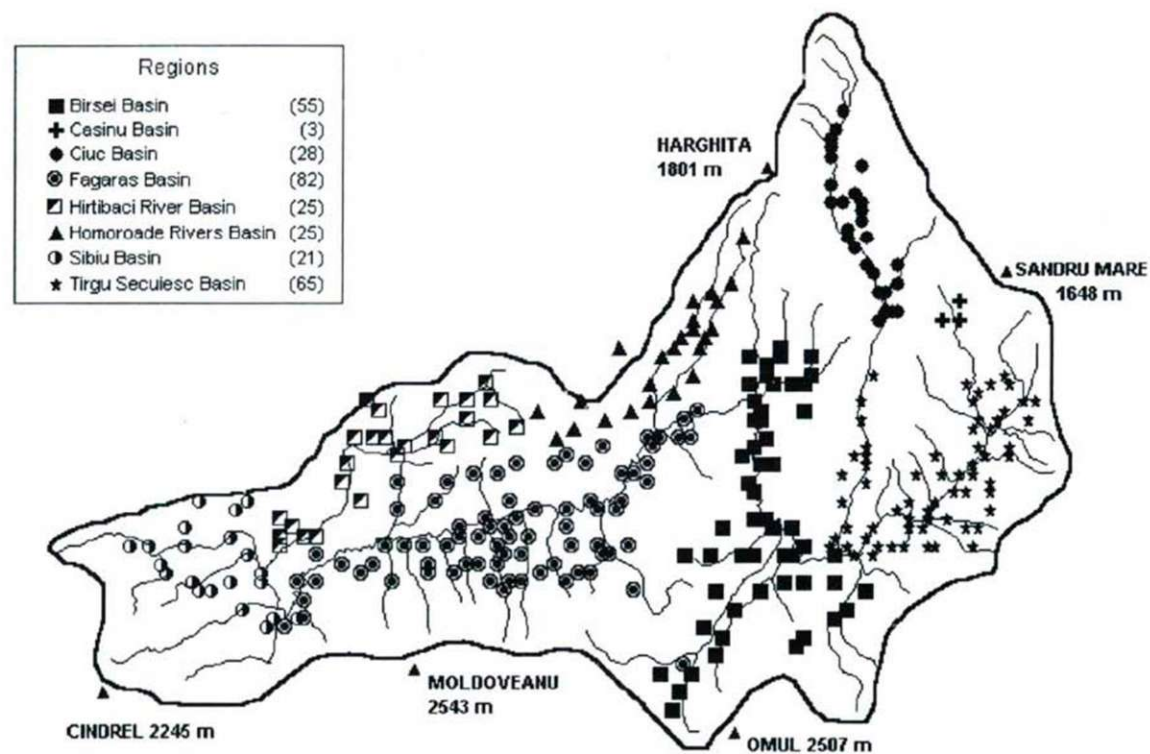 Regions
Birsei Basin (55)
Casinu Basin (3)
Ciuc Basin (28)
Fagaras Basin (82)
Hirtibaci River Basin (25)
Homoroade Rivers Basin (25)
Sibiu Basin (21)
Tirgu Secuiesc Basin (65)
HARGHITA
1801 m
SANDRU MARE
1648 m
MOLDOVEANU
2543 m
CINDREL 2245 m
OMUL 2507 m